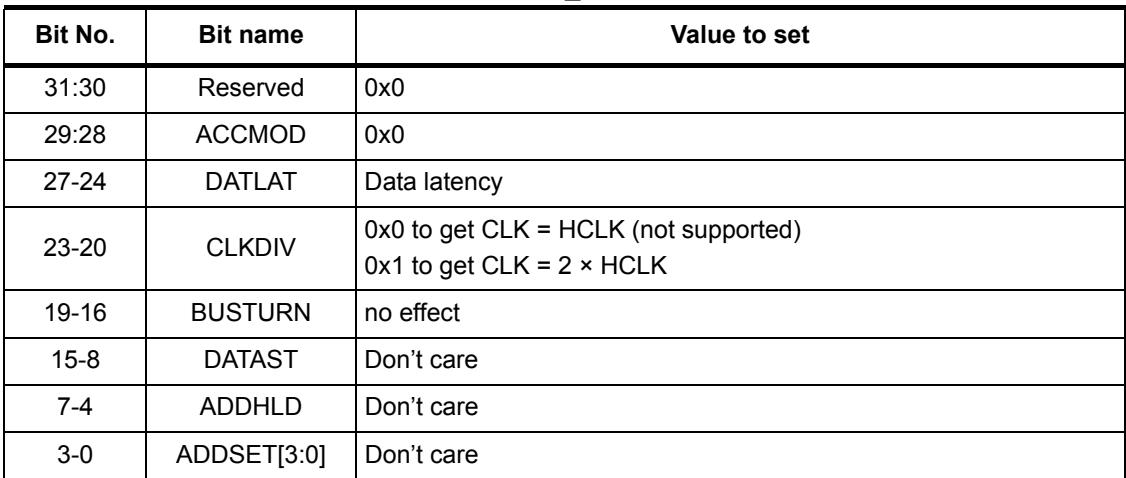 Bit No. Bit name Value to set
31:30 Reserved 0x0
29:28 ACCMOD 0x0
27-24 DATLAT Data latency
23-20 CLKDIV 0x0 to get CLK = HCLK (not supported)
0x1 to get CLK = 2 × HCLK
19-16 BUSTURN no effect
15-8 DATAST Don’t care
7-4 ADDHLD Don’t care
3-0 ADDSET[3:0] Don’t care